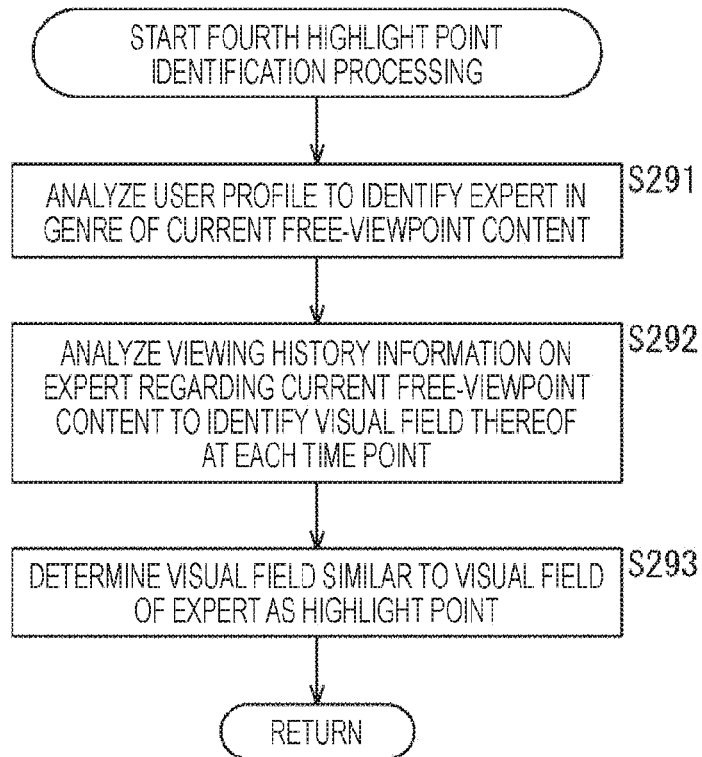 START FOURTH HIGHLIGHT POINT
IDENTIFICATION PROCESSING
S291
ANALYZE USER PROFILE TO IDENTIFY EXPERT IN
GENRE OF CURRENT FREE-VIEWPOINT CONTENT
S292
ANALYZE VIEWING HISTORY INFORMATION ON
EXPERT REGARDING CURRENT FREE-VIEWPOINT
CONTENT TO IDENTIFY VISUAL FIELD THEREOF
AT EACH TIME POINT
S293
DETERMINE VISUAL FIELD SIMILAR TO VISUAL FIELD
OF EXPERT AS HIGHLIGHT POINT
RETURN